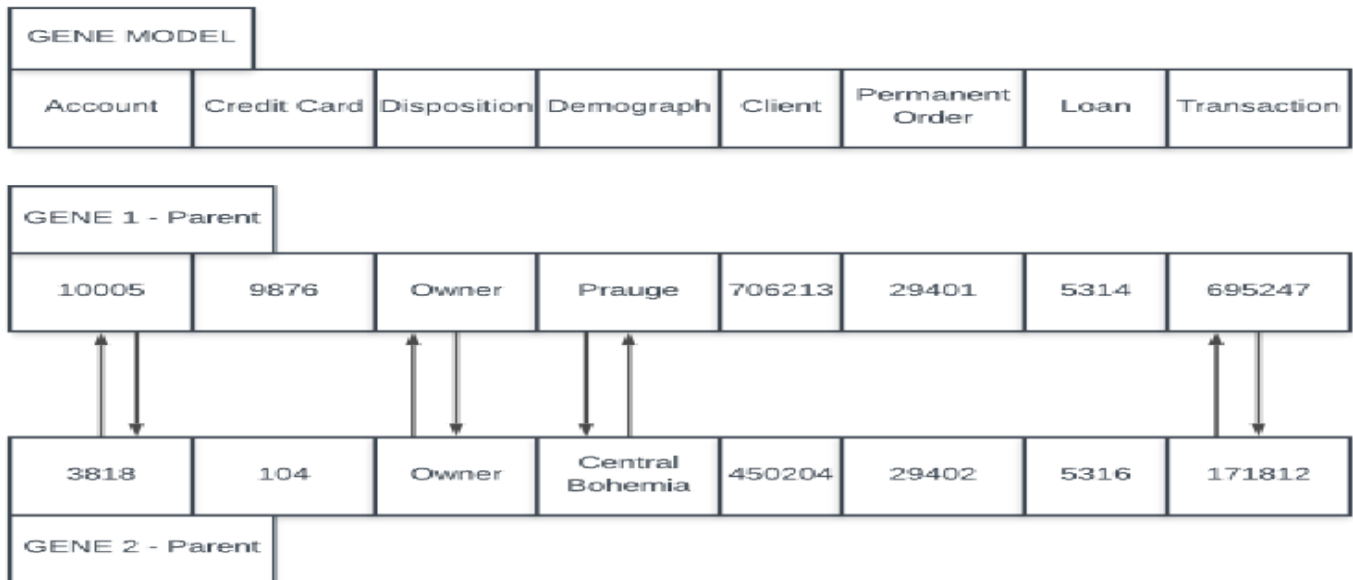 GENE MODEL
Account Credit Card Disposition Demograph Client Permanent Order Loan Transaction
GENE 1 - Parent
10005 9876 Owner Prauge 706213 29401 5314 695247
3818 104 Owner Central Bohemia 450204 29402 5316 171812
GENE 2 - Parent